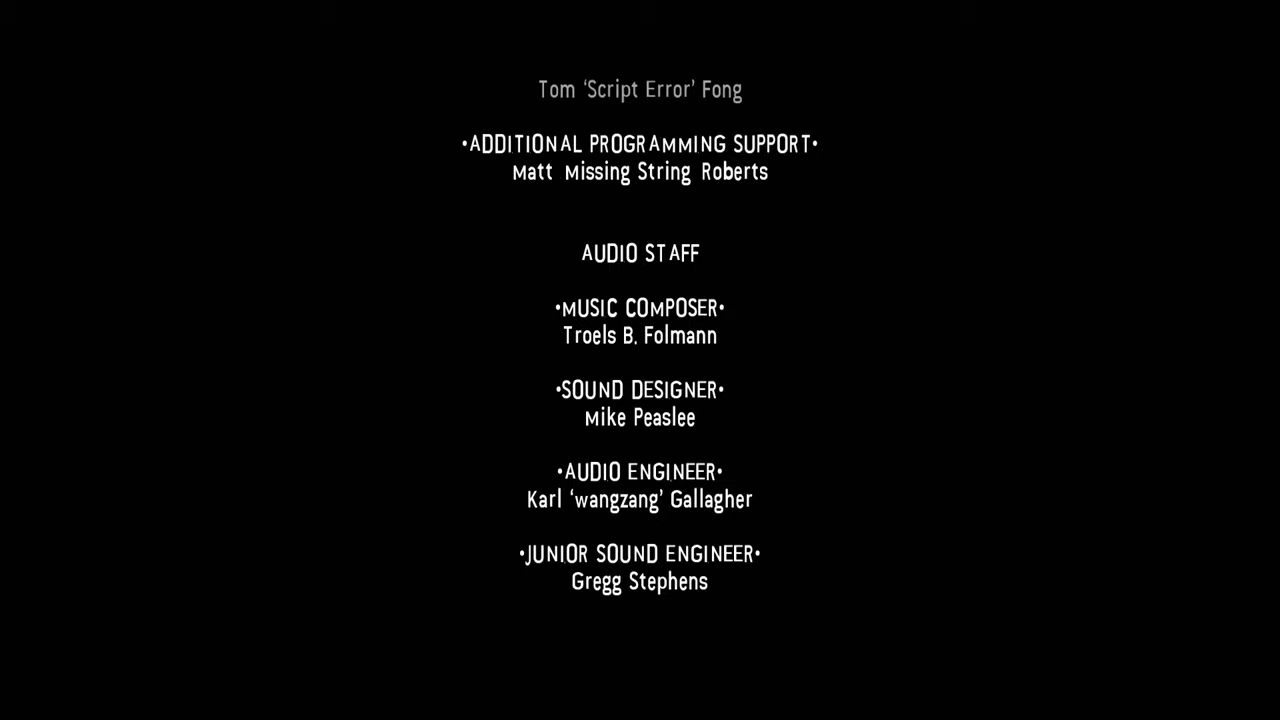 Tom ‘Script Error’ Fong
•ADDITIONAL PROGRAMMING SUPPORT•
Matt Missing String Roberts
AUDIO STAFF
•MUSIC COMPOSER•
Troels B. Folmann
•SOUND DESIGNER•
Mike Peaslee
•AUDIO ENGINEER•
Karl ‘wangzang’ Gallagher
•JUNIOR SOUND ENGINEER•
Gregg Stephens